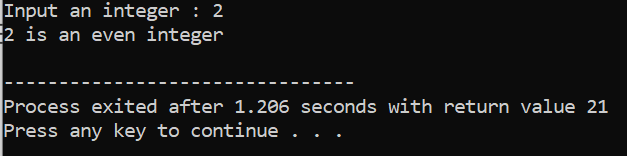 Input an integer : 2
2 is an even integer
--------------------------------
Process exited after 1.206 seconds with return value 21
Press any key to continue . . .